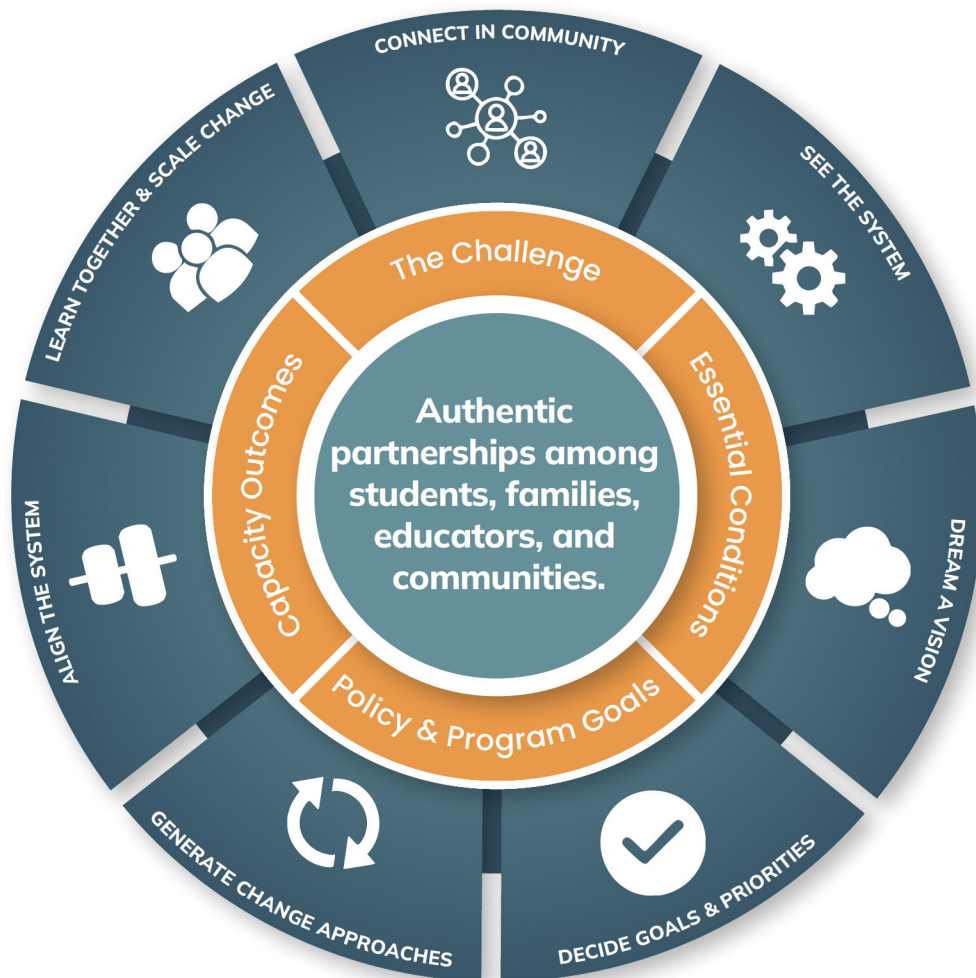 CONNECT IN COMMUNITY
SEE THE SYSTEM
DREAM A VISION
DECIDE GOALS & PRIORITIES
GENERATE CHANGE APPROACHES
ALIGN THE SYSTEM
LEARN TOGETHER & SCALE CHANGE
The Challenge
Essential Conditions
Policy & Program Goals
Capacity Outcomes
Authentic
partnerships among
students, families,
educators, and
communities.